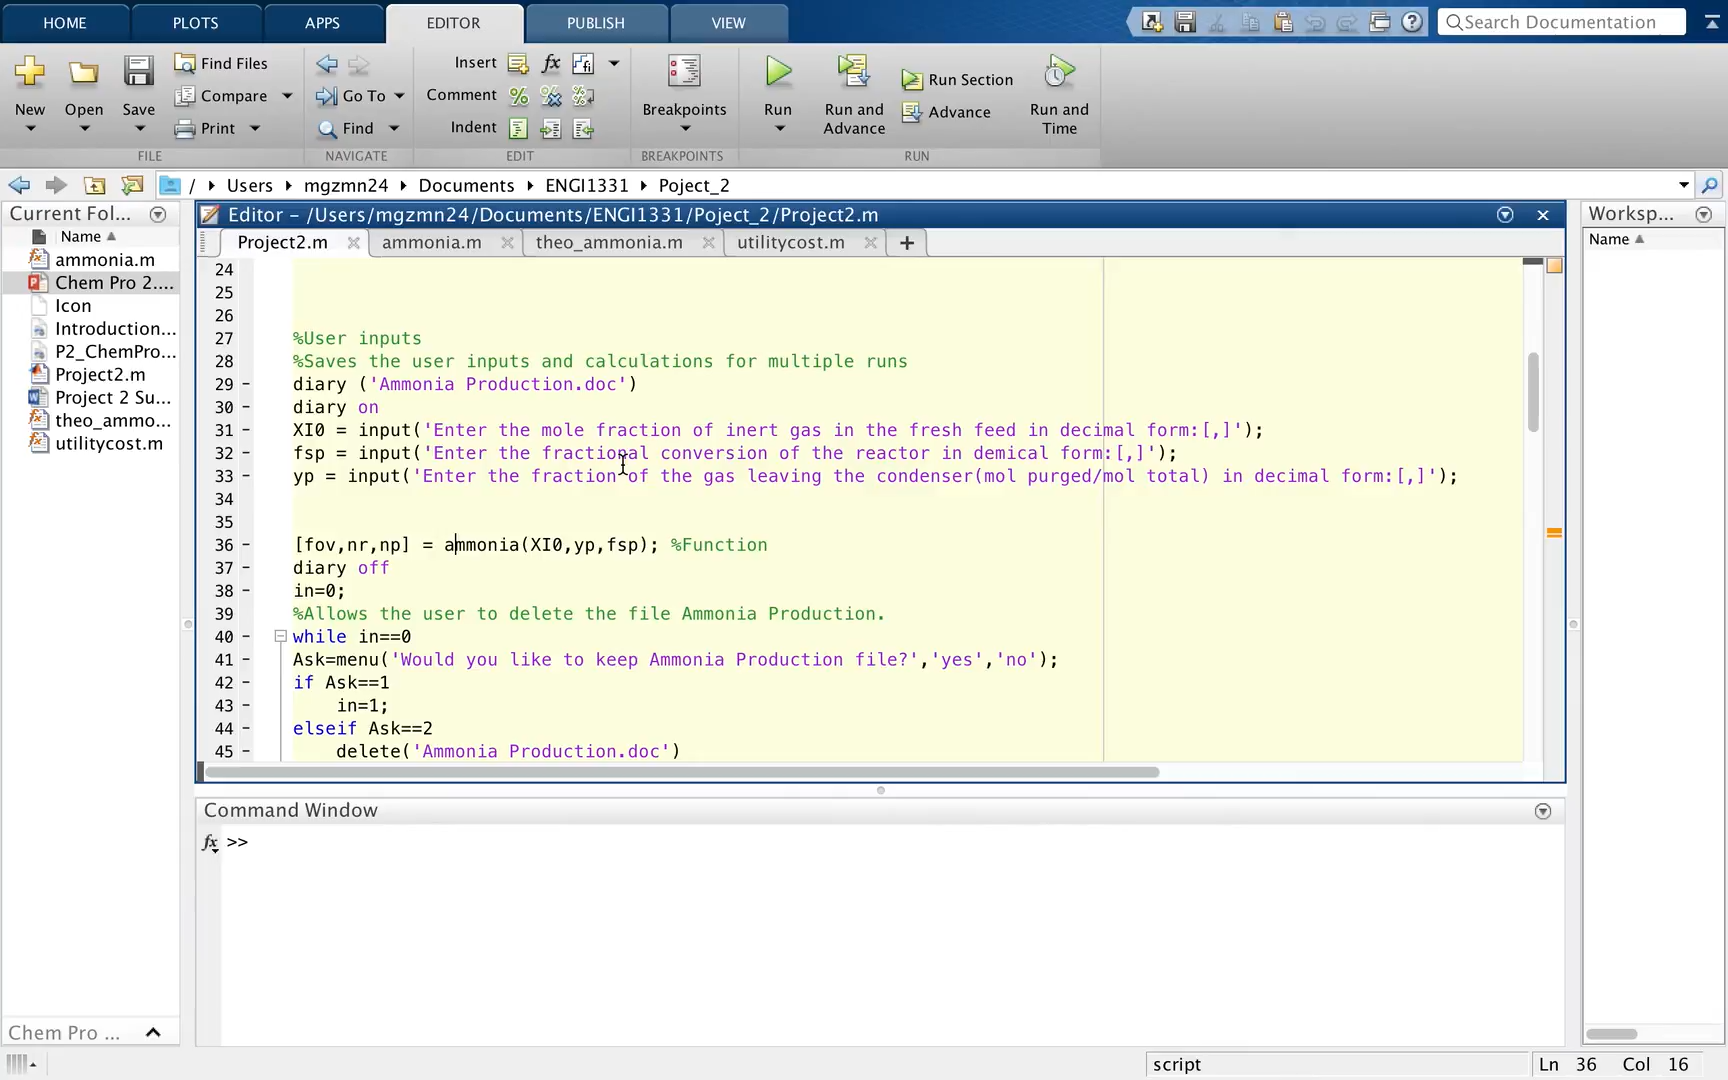 HOME PLOTS APPS EDITOR PUBLISH VIEW Search Documentation
New Open Save Find Files Compare Print
FILE
Go To Find
NAVIGATE
Insert fx
Comment %
Indent
EDIT
Breakpoints
BREAKPOINTS
Run Run and Advance Run Section Advance Run and Time
RUN
/ Users mgzmn24 Documents ENGI1331 Poject_2
Current Fol...
Name
ammonia.m
Chem Pro 2....
Icon
Introduction...
P2_ChemPro...
Project2.m
Project 2 Su...
theo_ammo...
utilitycost.m
Chem Pro ...
Editor - /Users/mgzmn24/Documents/ENGI1331/Poject_2/Project2.m
Project2.m ammonia.m theo_ammonia.m utilitycost.m +
24
25
26
27 %User inputs
28 %Saves the user inputs and calculations for multiple runs
29 - diary ('Ammonia Production.doc')
30 - diary on
31 - XI0 = input('Enter the mole fraction of inert gas in the fresh feed in decimal form:[,]');
32 - fsp = input('Enter the fractional conversion of the reactor in demical form:[,]');
33 - yp = input('Enter the fraction of the gas leaving the condenser(mol purged/mol total) in decimal form:[,]');
34
35
36 - [fov,nr,np] = ammonia(XI0,yp,fsp); %Function
37 - diary off
38 - in=0;
39 %Allows the user to delete the file Ammonia Production.
40 - while in==0
41 - Ask=menu('Would you like to keep Ammonia Production file?','yes','no');
42 - if Ask==1
43 - in=1;
44 - elseif Ask==2
45 - delete('Ammonia Production.doc')
Command Window
fx >>
Worksp...
Name
script
Ln 36 Col 16